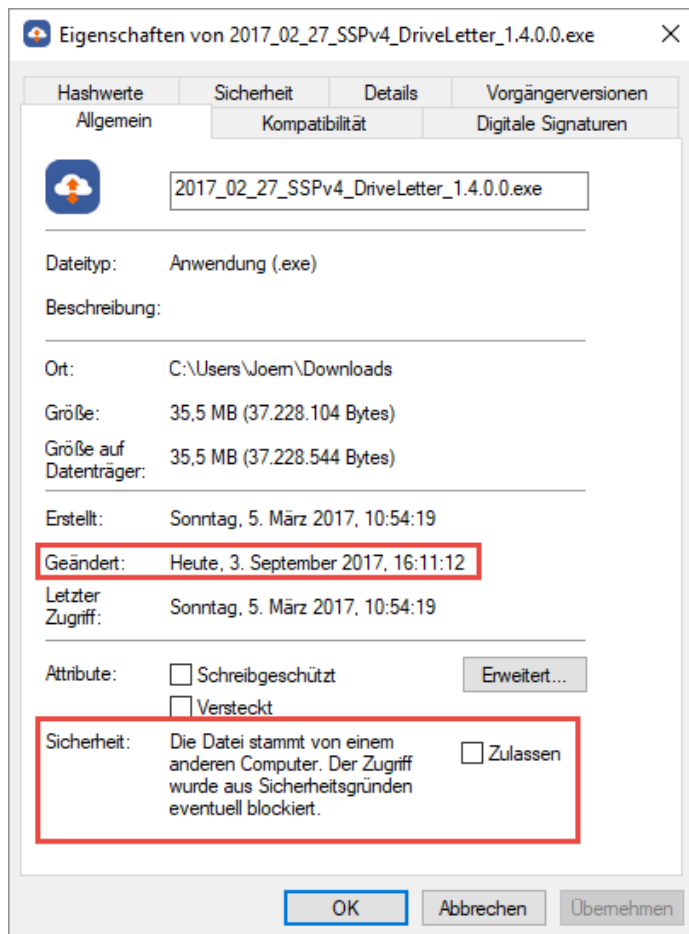 Eigenschaften von 2017_02_27_SSPv4_DriveLetter_1.4.0.0.exe
Hashwerte Sicherheit Details Vorgängerversionen
Allgemein Kompatibilität Digitale Signaturen
2017_02_27_SSPv4_DriveLetter_1.4.0.0.exe
Dateityp: Anwendung (.exe)
Beschreibung:
Ort: C:\Users\Joern\Downloads
Größe: 35,5 MB (37.228.104 Bytes)
Größe auf
Datenträger: 35,5 MB (37.228.544 Bytes)
Erstellt: Sonntag, 5. März 2017, 10:54:19
Geändert: Heute, 3. September 2017, 16:11:12
Letzter
Zugriff: Sonntag, 5. März 2017, 10:54:19
Attribute: Schreibgeschützt Erweitert...
Versteckt
Sicherheit: Die Datei stammt von einem
anderen Computer. Der Zugriff Zulassen
wurde aus Sicherheitsgründen
eventuell blockiert.
OK Abbrechen Übernehmen